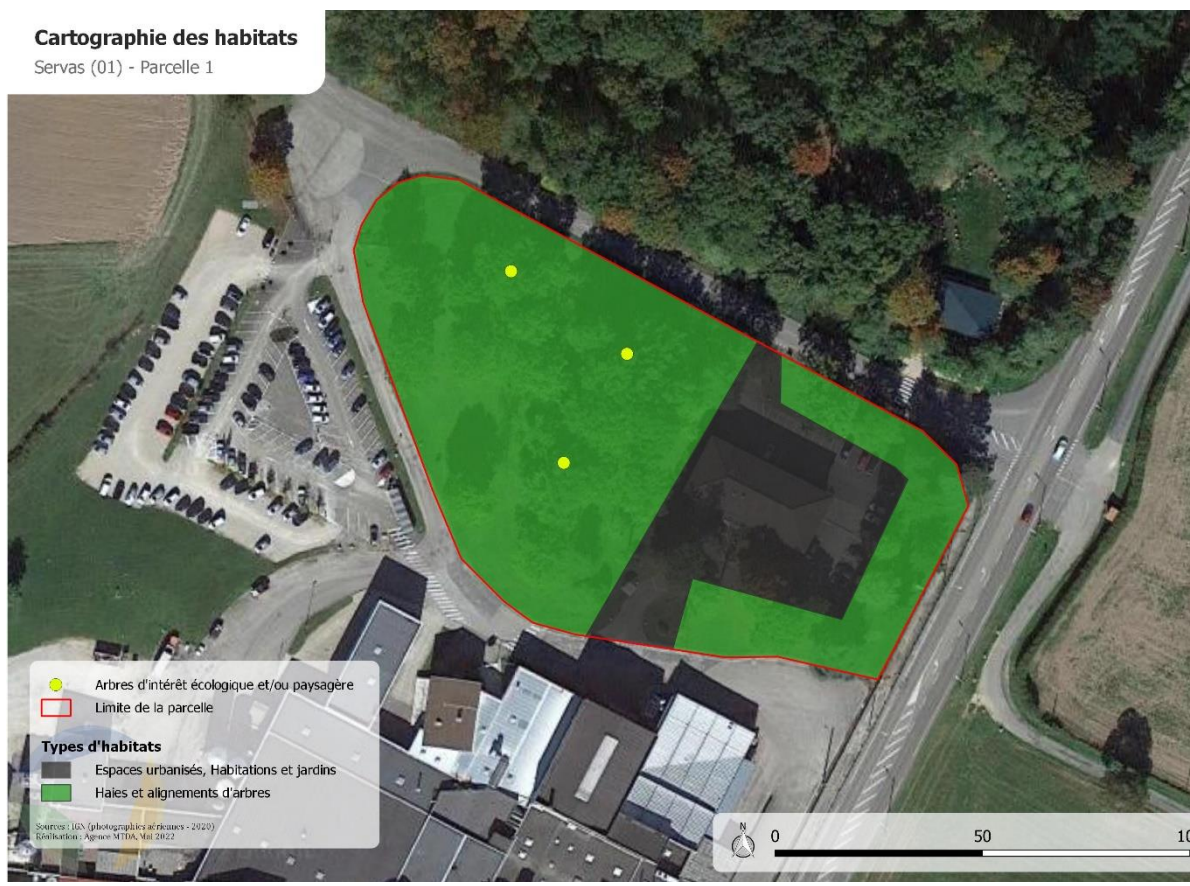 Cartographie des habitats
Servas (01) - Parcelle 1
Arbres d'intérêt écologique et/ou paysagère
Limite de la parcelle
Types d'habitats
Espaces urbanisés, Habitations et jardins
Haies et alignements d'arbres
Sources : IGN (photographies aériennes - 2020)
Réalisation : Agence MTDA, Mai 2022
N
0 50 10